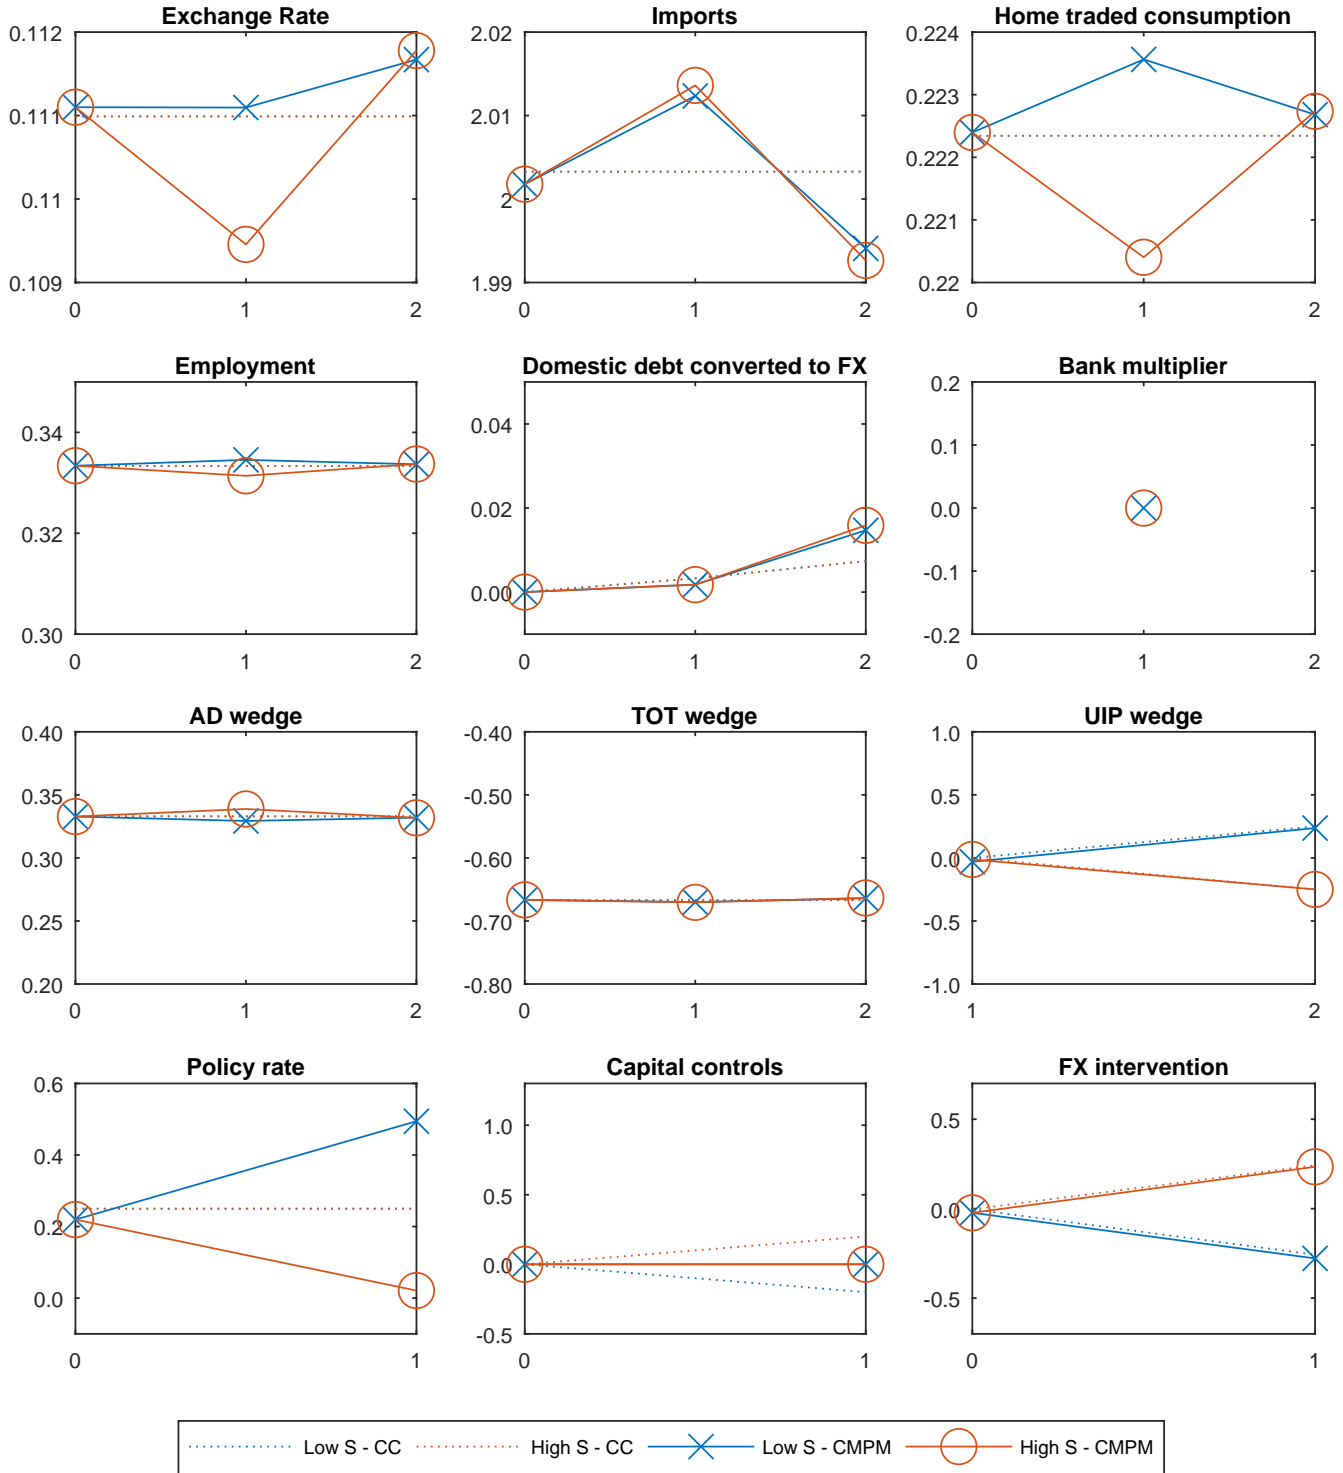 Exchange Rate Imports Home traded consumption
0.112 2.02 0.224
0.223
0.111 2.01
0.222
0.11 2
0.221
0.109 1.99 0.22
0 1 2 0 1 2 0 1 2
Employment Domestic debt converted to FX Bank multiplier
0.2
0.34 0.04
0.1
0.32 0.02 0.0
0.00 -0.1
0.30 -0.2
0 1 2 0 1 2 0 1 2
AD wedge TOT wedge UIP wedge
0.40 -0.40 1.0
0.35 -0.50 0.5
0.30 -0.60 0.0
0.25 -0.70 -0.5
0.20 -0.80 -1.0
0 1 2 0 1 2 1 2
Policy rate Capital controls FX intervention
0.6
1.0 0.5
0.4
0.5
0.2 0.0
0.0
0.0 -0.5
-0.5
0 1 0 1 0 1
Low S - CC High S - CC Low S - CMPM High S - CMPM